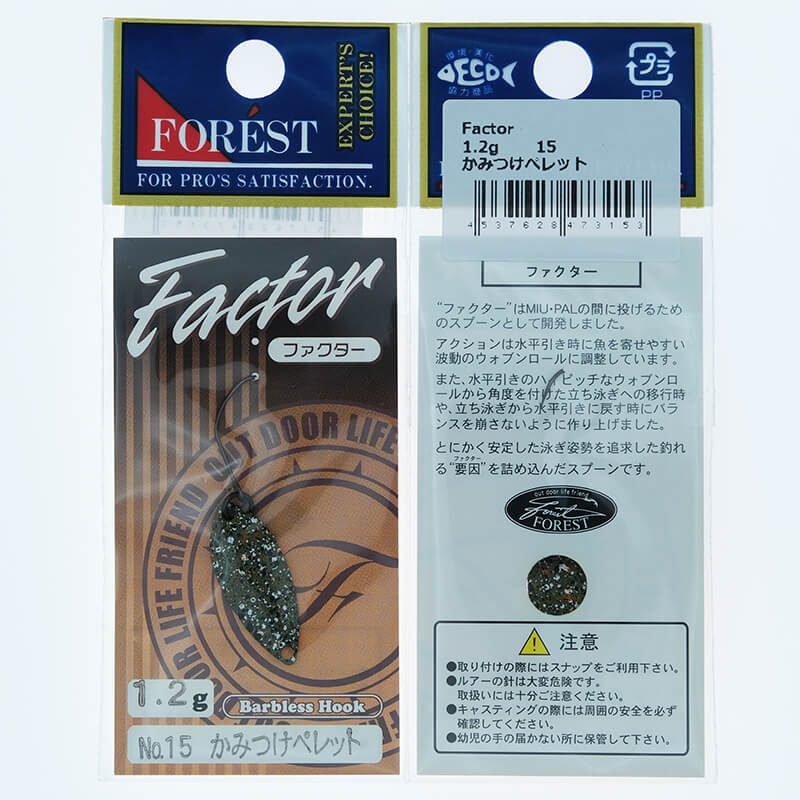 FORÉST
FOR PRO'S SATISFACTION.
EXPERT'S
CHOICE!
Factor
ファクター
OUT DOOR LIFE FRIEND
F
1.2g
Barbless Hook
No.15 かみつけペレット
環境・美化
ECO
協力商品
プラ
PP
Factor
1.2g 15
かみつけペレット
4537628473153
ファクター
“ファクター”はMIU・PALの間に投げるため
のスプーンとして開発しました。
アクションは水平引き時に魚を寄せやすい
波動のウォブンロールに調整しています。
また、水平引きのハイピッチなウォブンロ
ールから角度を付けた立ち泳ぎへの移行時
や、立ち泳ぎから水平引きに戻す時にバラ
ンスを崩さないように作り上げました。
とにかく安定した泳ぎ姿勢を追求した釣れ
ファクター
る“要因”を詰め込んだスプーンです。
out door life friend
Forest
FOREST
注意
●取り付けの際にはスナップをご利用下さい。
●ルアーの針は大変危険です。
取扱いには十分ご注意ください。
●キャスティングの際には周囲の安全を必ず
確認してください。
●幼児の手の届かない所に保管して下さい。